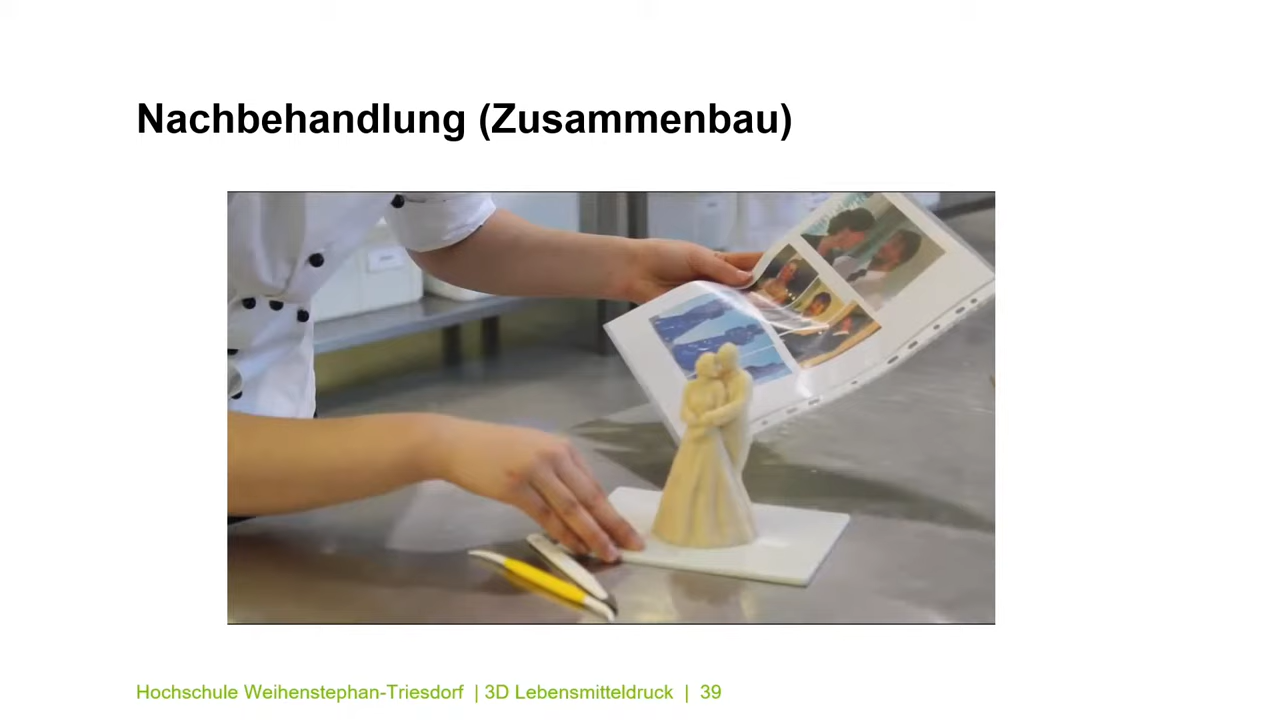 Nachbehandlung (Zusammenbau)
Hochschule Weihenstephan-Triesdorf | 3D Lebensmitteldruck | 39